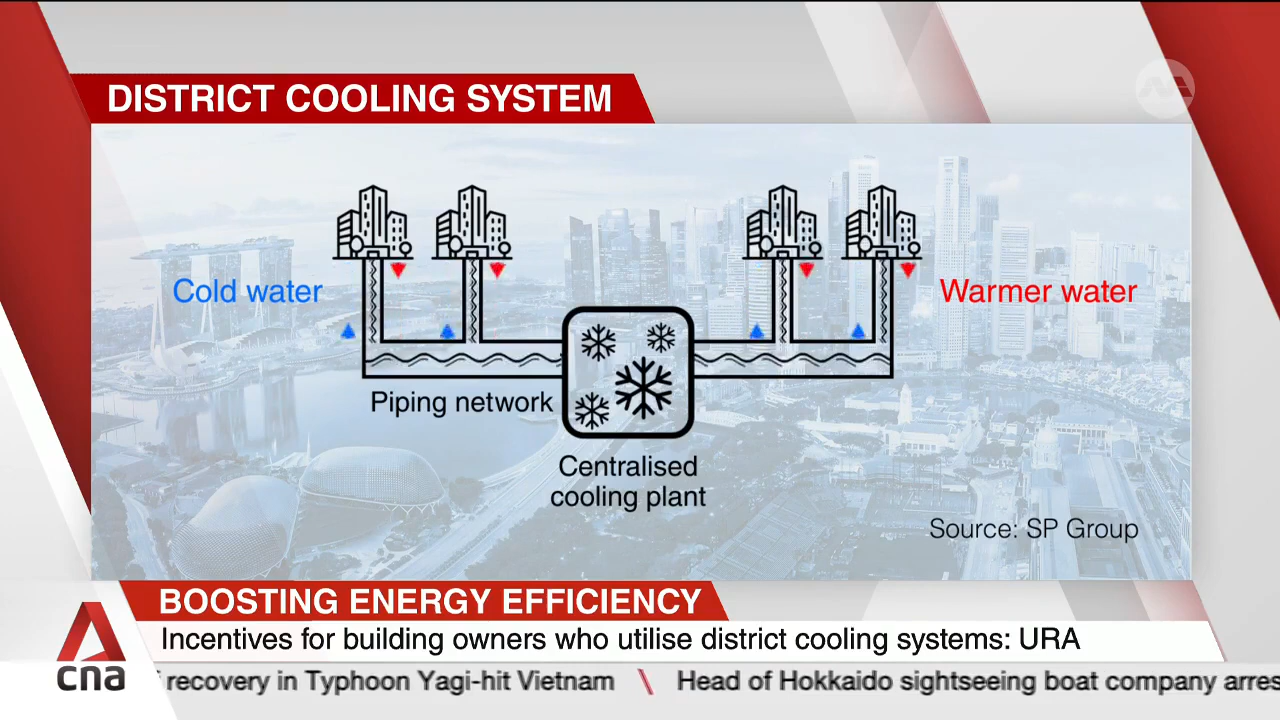 DISTRICT COOLING SYSTEM
Cold water
Warmer water
Piping network
Centralised
cooling plant
Source: SP Group
BOOSTING ENERGY EFFICIENCY
Incentives for building owners who utilise district cooling systems: URA
cna
recovery in Typhoon Yagi-hit Vietnam \ Head of Hokkaido sightseeing boat company arres